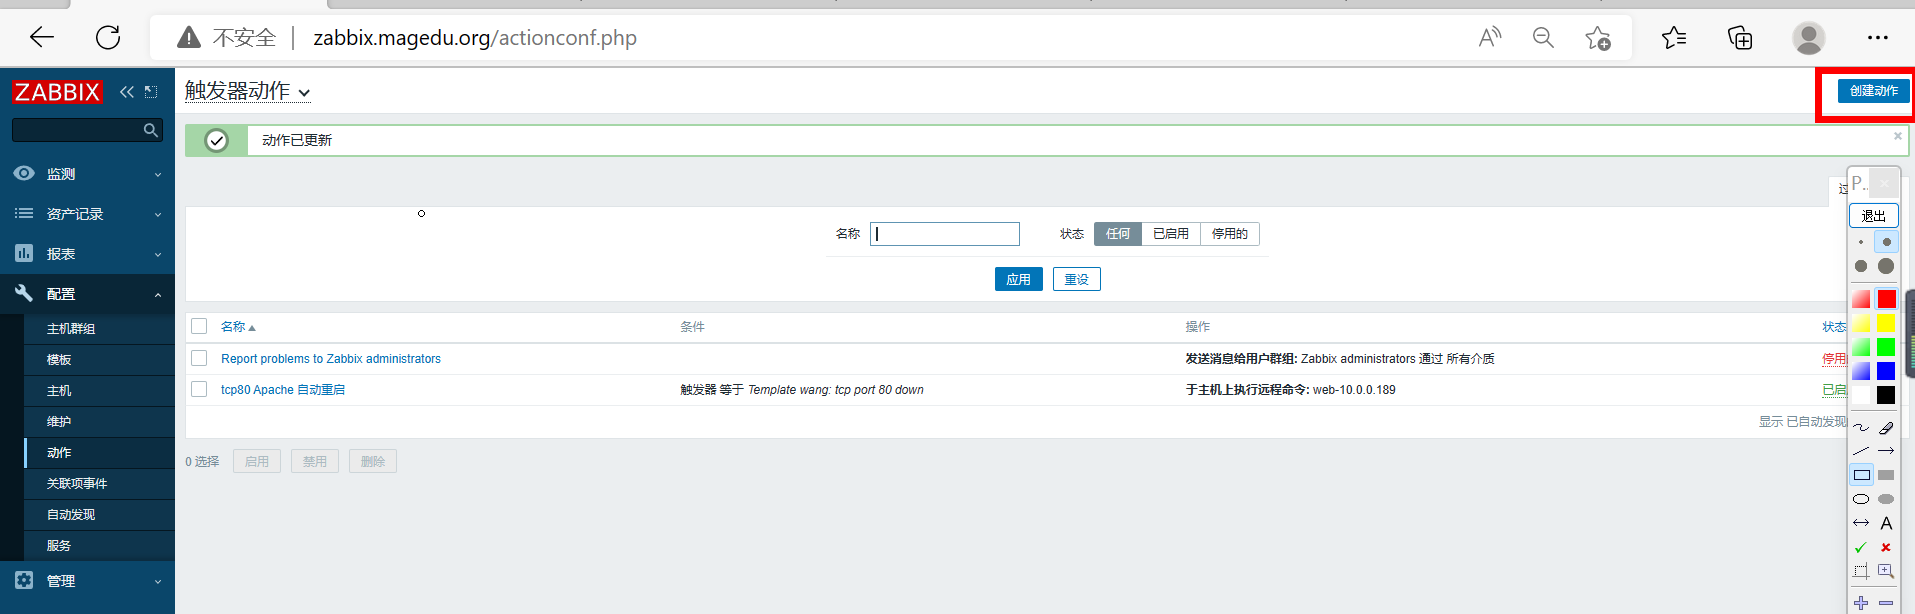 不安全 zabbix.magedu.org/actionconf.php
ZABBIX
触发器动作
创建动作
动作已更新
监测
资产记录
报表
配置
主机群组
模板
主机
维护
动作
关联项事件
自动发现
服务
管理
名称 状态 任何 已启用 停用的
应用 重设
名称 条件 操作 状态
Report problems to Zabbix administrators 发送消息给用户群组: Zabbix administrators 通过 所有介质 停用
tcp80 Apache 自动重启 触发器 等于 Template wang: tcp port 80 down 于主机上执行远程命令: web-10.0.0.189 已启
显示 已自动发现
0 选择 启用 禁用 删除
P...
退出
A